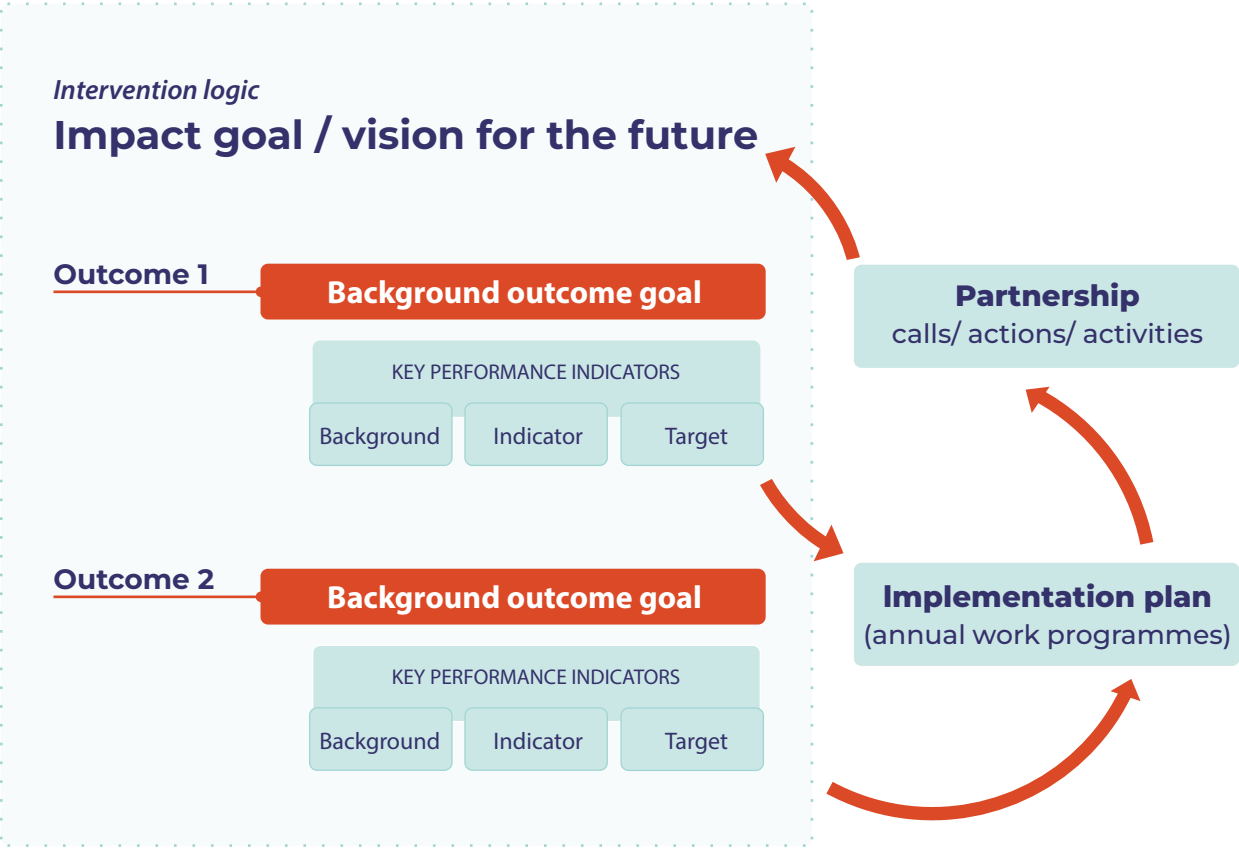 Intervention logic
Impact goal / vision for the future
Outcome 1
Background outcome goal
KEY PERFORMANCE INDICATORS
Background
Indicator
Target
Outcome 2
Background outcome goal
KEY PERFORMANCE INDICATORS
Background
Indicator
Target
Partnership
calls/ actions/ activities
Implementation plan
(annual work programmes)